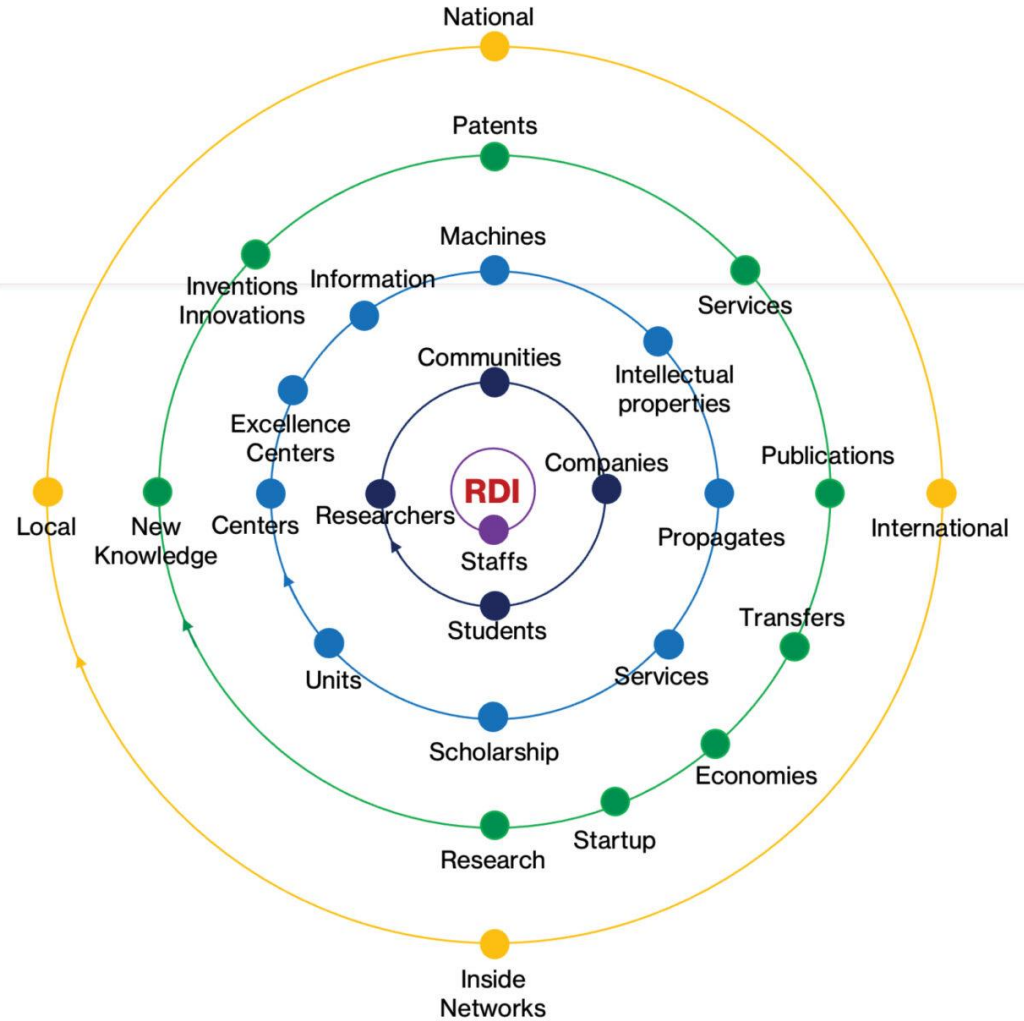 National
Patents
Machines
Information
Inventions
Innovations
Services
Communities
Intellectual
properties
Excellence
Centers
Companies
Publications
RDI
Local
New
Knowledge
Centers
Researchers
Propagates
International
Staffs
Transfers
Students
Units
Services
Scholarship
Economies
Startup
Research
Inside
Networks